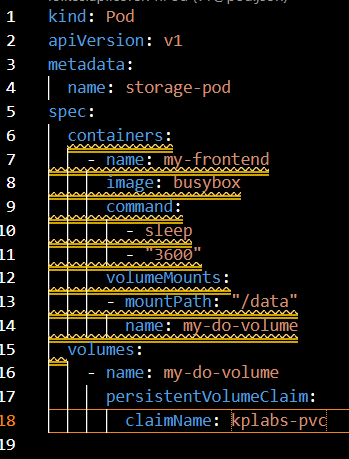 1 kind: Pod
2 apiVersion: v1
3 metadata:
4   name: storage-pod
5 spec:
6   containers:
7     - name: my-frontend
8       image: busybox
9       command:
10         - sleep
11         - "3600"
12       volumeMounts:
13       - mountPath: "/data"
14         name: my-do-volume
15   volumes:
16     - name: my-do-volume
17       persistentVolumeClaim:
18         claimName: kplabs-pvc
19